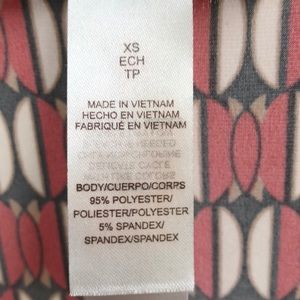 XS
ECH
TP
MADE IN VIETNAM
HECHO EN VIETNAM
FABRIQUÉ EN VIETNAM
BODY/CUERPO/CORPS
95% POLYESTER/
POLIESTER/POLYESTER
5% SPANDEX/
SPANDEX/SPANDEX